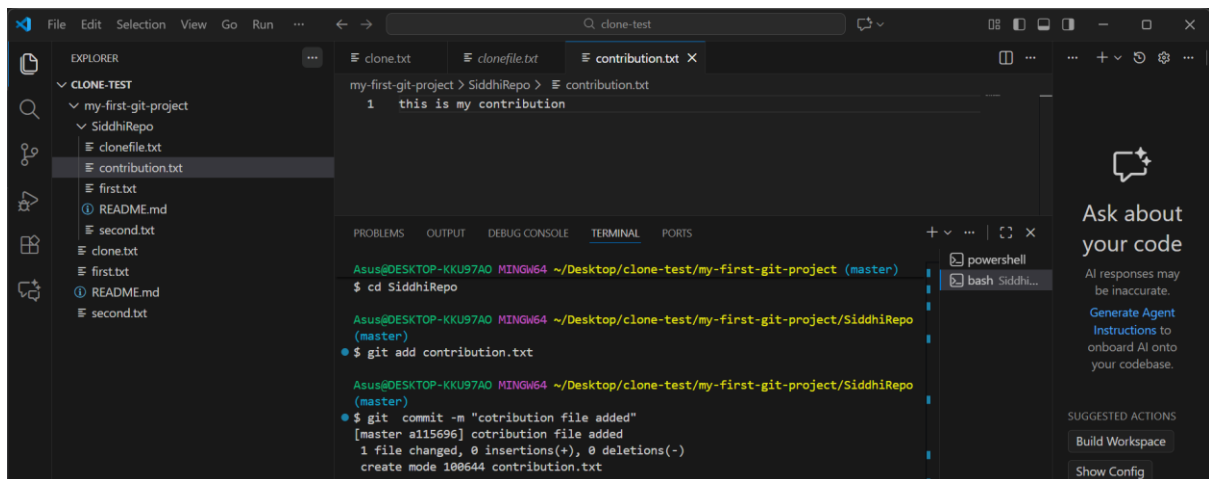 File Edit Selection View Go Run ···
clone-test
EXPLORER
···
CLONE-TEST
my-first-git-project
SiddhiRepo
clonefile.txt
contribution.txt
first.txt
README.md
second.txt
clone.txt
first.txt
README.md
second.txt
clone.txt clonefile.txt contribution.txt
···
my-first-git-project > SiddhiRepo > contribution.txt
1 this is my contribution
PROBLEMS OUTPUT DEBUG CONSOLE TERMINAL PORTS
···
Asus@DESKTOP-KKU97AO MINGW64 ~/Desktop/clone-test/my-first-git-project (master)
$ cd SiddhiRepo
Asus@DESKTOP-KKU97AO MINGW64 ~/Desktop/clone-test/my-first-git-project/SiddhiRepo
(master)
$ git add contribution.txt
Asus@DESKTOP-KKU97AO MINGW64 ~/Desktop/clone-test/my-first-git-project/SiddhiRepo
(master)
$ git  commit -m "cotribution file added"
[master a115696] cotribution file added
1 file changed, 0 insertions(+), 0 deletions(-)
create mode 100644 contribution.txt
powershell
bash Siddhi...
Ask about
your code
AI responses may
be inaccurate.
Generate Agent
Instructions to
onboard AI onto
your codebase.
SUGGESTED ACTIONS
Build Workspace
Show Config